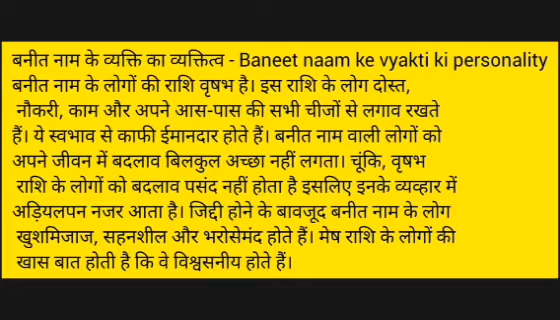 बनीत नाम के व्यक्ति का व्यक्तित्व - Baneet naam ke vyakti ki personality
बनीत नाम के लोगों की राशि वृषभ है। इस राशि के लोग दोस्त,
नौकरी, काम और अपने आस-पास की सभी चीजों से लगाव रखते
हैं। ये स्वभाव से काफी ईमानदार होते हैं। बनीत नाम वाली लोगों को
अपने जीवन में बदलाव बिलकुल अच्छा नहीं लगता। चूंकि, वृषभ
राशि के लोगों को बदलाव पसंद नहीं होता है इसलिए इनके व्यव्हार में
अड़ियलपन नजर आता है। जिद्दी होने के बावजूद बनीत नाम के लोग
खुशमिजाज, सहनशील और भरोसेमंद होते हैं। मेष राशि के लोगों की
खास बात होती है कि वे विश्वसनीय होते हैं।